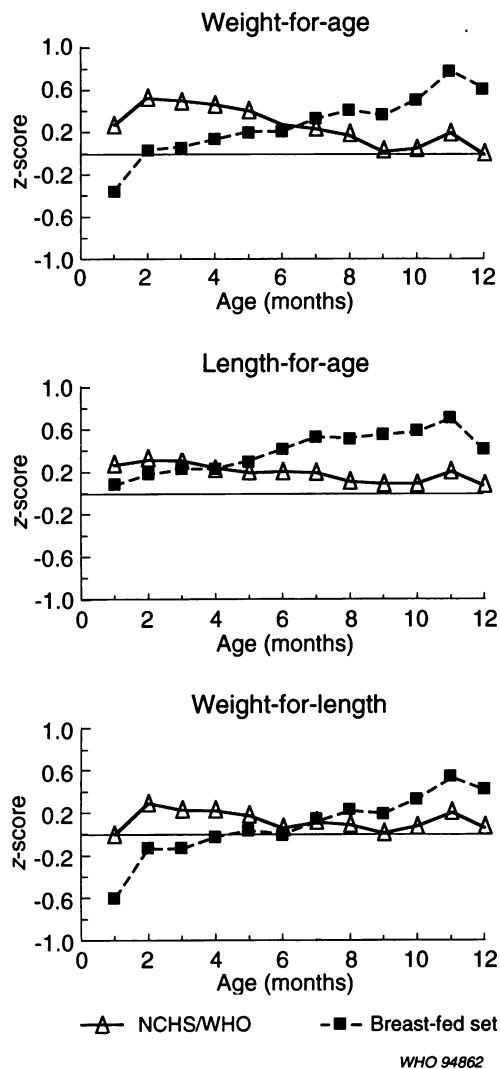 Weight-for-age
1.0
0.6
0.2
-0.2
-0.6
-1.0
z-score
0 2 4 6 8 10 12
Age (months)
Length-for-age
1.0
0.6
0.2
-0.2
-0.6
-1.0
z-score
0 2 4 6 8 10 12
Age (months)
Weight-for-length
1.0
0.6
0.2
-0.2
-0.6
-1.0
z-score
0 2 4 6 8 10 12
Age (months)
NCHS/WHO Breast-fed set
WHO 94862